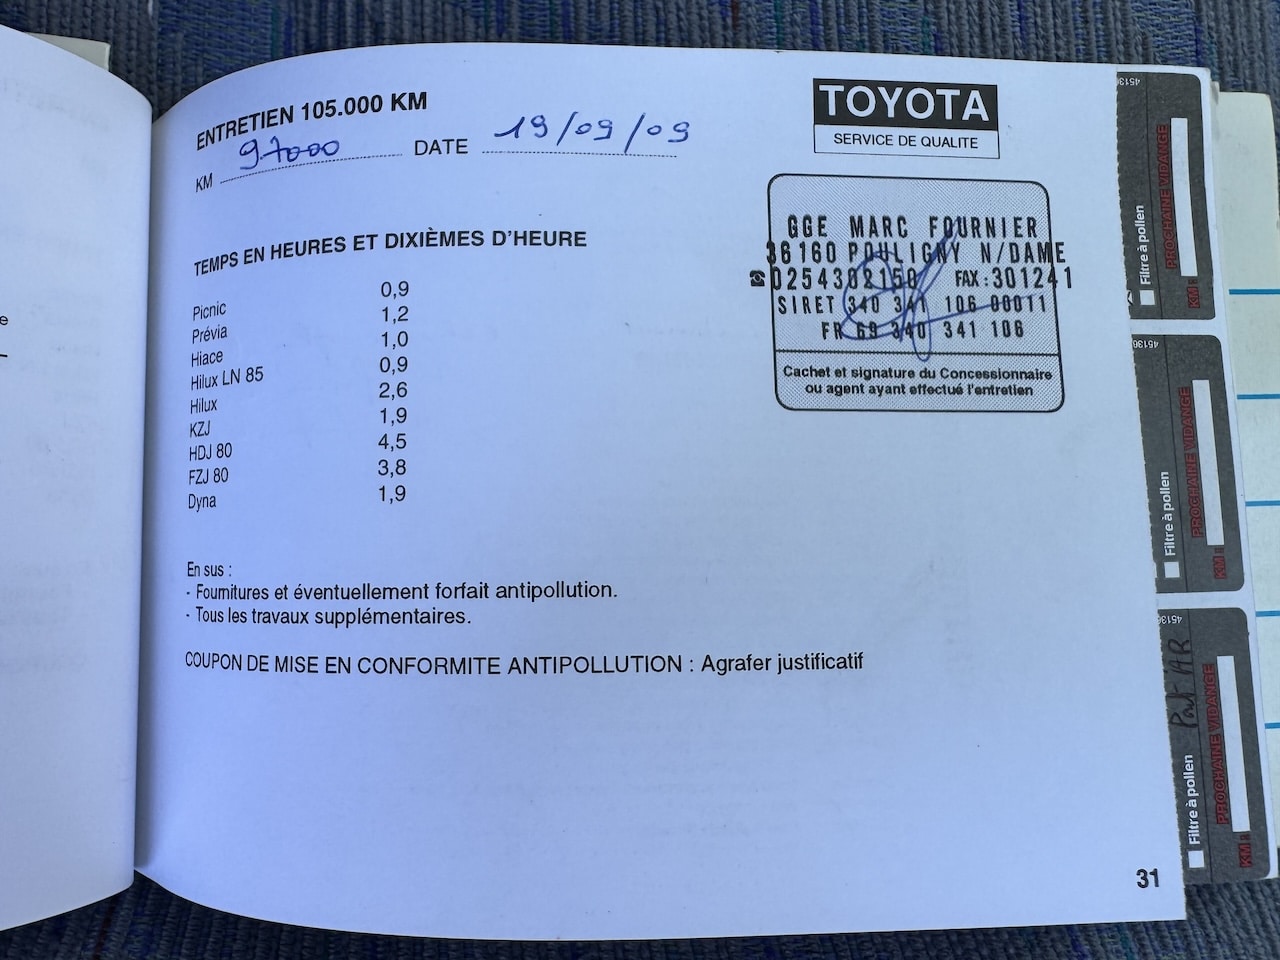 ENTRETIEN 105.000 KM
KM 97000 DATE 19/09/09
TOYOTA
SERVICE DE QUALITE
GGE MARC FOURNIER
36160 POULIGNY N/DAME
0254302150 FAX:301241
SIRET 340 341 106 00011
FR 69 340 341 106
Cachet et signature du Concessionnaire
ou agent ayant effectué l'entretien
TEMPS EN HEURES ET DIXIÈMES D'HEURE
Picnic 0,9
Prévia 1,2
Hiace 1,0
Hilux LN 85 0,9
Hilux 2,6
KZJ 1,9
HDJ 80 4,5
FZJ 80 3,8
Dyna 1,9
En sus :
- Fournitures et éventuellement forfait antipollution.
- Tous les travaux supplémentaires.
COUPON DE MISE EN CONFORMITE ANTIPOLLUTION : Agrafer justificatif
31
e
Filtre à pollen
PROCHAINE VIDANGE
KM :
45136
Filtre à pollen
PROCHAINE VIDANGE
KM :
45136
Filtre à pollen
PROCHAINE VIDANGE
KM :
45136